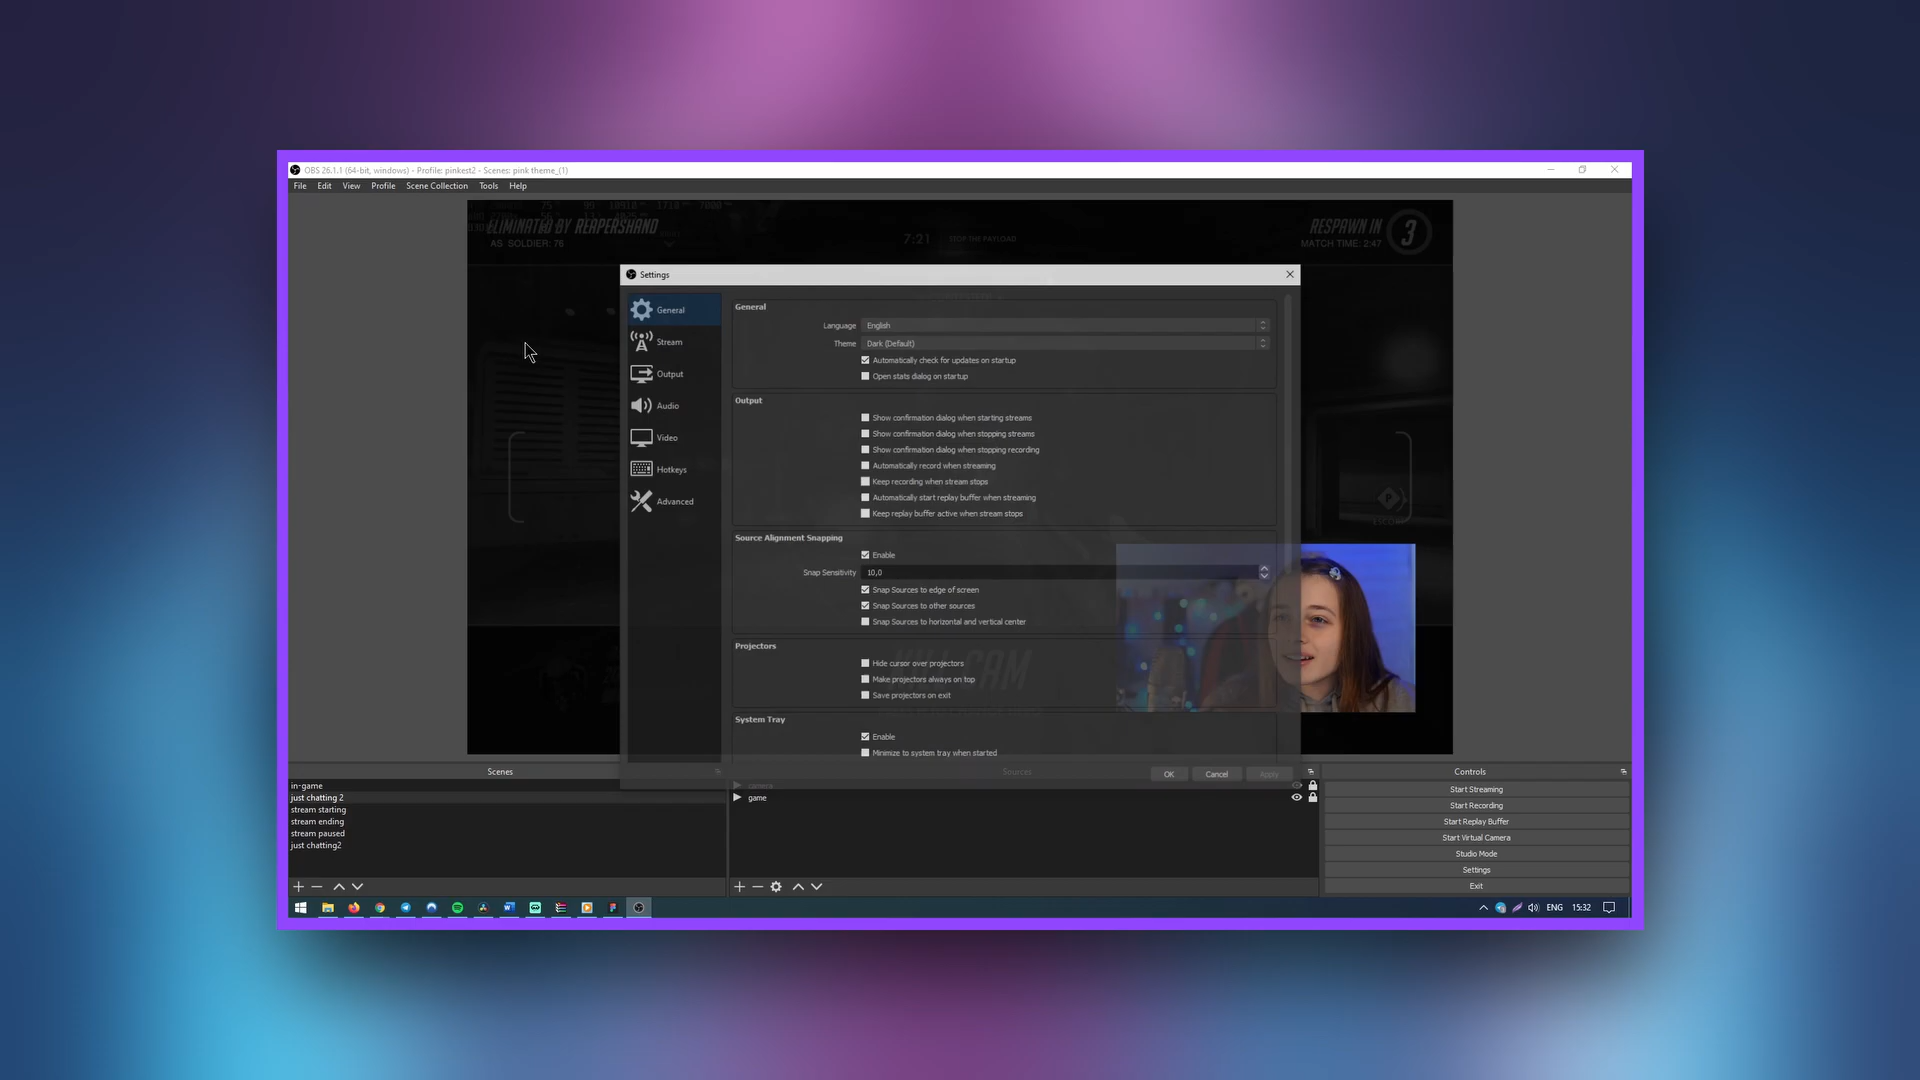 OBS 26.1.1 (64-bit, windows) - Profile: pinkest2 - Scenes: pink theme_(1)
File Edit View Profile Scene Collection Tools Help
ELIMINATED BY REAPERSHAND
AS SOLDIER: 76
7:21 STOP THE PAYLOAD
RESPAWN IN 3
MATCH TIME: 2:47
Settings
General
Stream
Output
Audio
Video
Hotkeys
Advanced
General
Language English
Theme Dark (Default)
Automatically check for updates on startup
Open stats dialog on startup
Output
Show confirmation dialog when starting streams
Show confirmation dialog when stopping streams
Show confirmation dialog when stopping recording
Automatically record when streaming
Keep recording when stream stops
Automatically start replay buffer when streaming
Keep replay buffer active when stream stops
Source Alignment Snapping
Enable
Snap Sensitivity 10,0
Snap Sources to edge of screen
Snap Sources to other sources
Snap Sources to horizontal and vertical center
Projectors
Hide cursor over projectors
Make projectors always on top
Save projectors on exit
KILL CAM
System Tray
Enable
Minimize to system tray when started
OK Cancel Apply
Scenes
in-game
just chatting 2
stream starting
stream ending
stream paused
just chatting2
Sources
camera
game
Controls
Start Streaming
Start Recording
Start Replay Buffer
Start Virtual Camera
Studio Mode
Settings
Exit
ENG 15:32